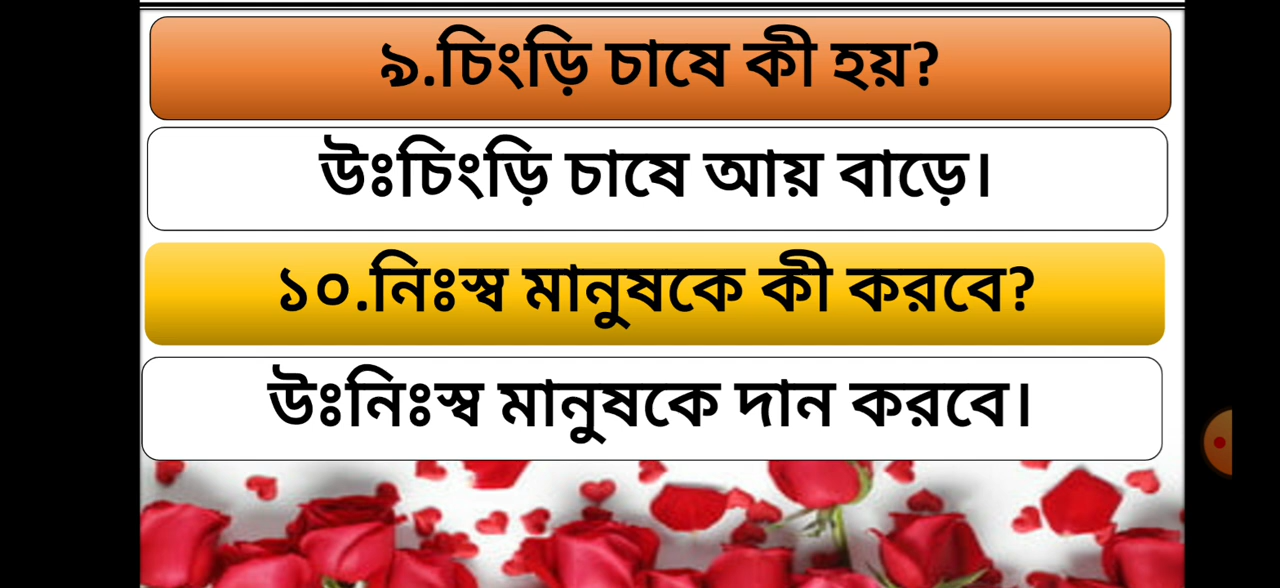 ৯.চিংড়ি চাষে কী হয়?
উঃচিংড়ি চাষে আয় বাড়ে।
১০.নিঃস্ব মানুষকে কী করবে?
উঃনিঃস্ব মানুষকে দান করবে।